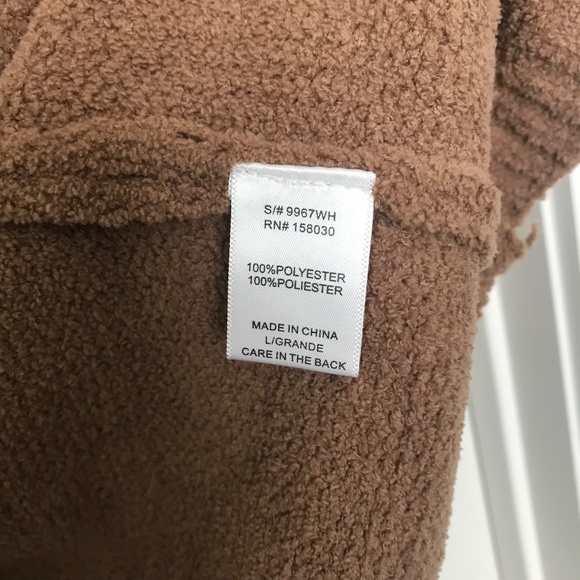 S/# 9967WH
RN# 158030
100%POLYESTER
100%POLIESTER
MADE IN CHINA
L/GRANDE
CARE IN THE BACK